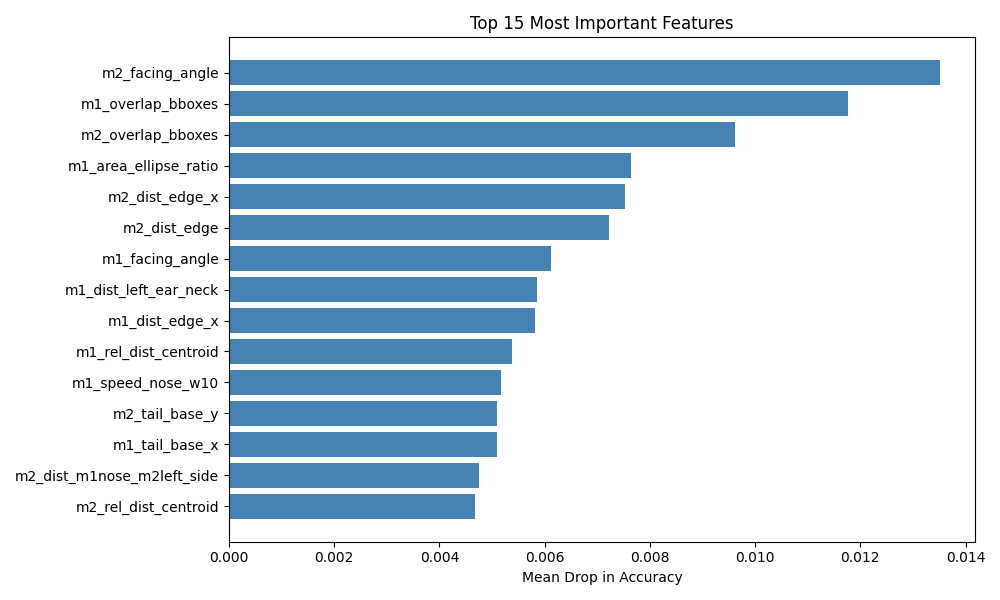 Top 15 Most Important Features
m2_facing_angle
m1_overlap_bboxes
m2_overlap_bboxes
m1_area_ellipse_ratio
m2_dist_edge_x
m2_dist_edge
m1_facing_angle
m1_dist_left_ear_neck
m1_dist_edge_x
m1_rel_dist_centroid
m1_speed_nose_w10
m2_tail_base_y
m1_tail_base_x
m2_dist_m1nose_m2left_side
m2_rel_dist_centroid
0.000 0.002 0.004 0.006 0.008 0.010 0.012 0.014
Mean Drop in Accuracy